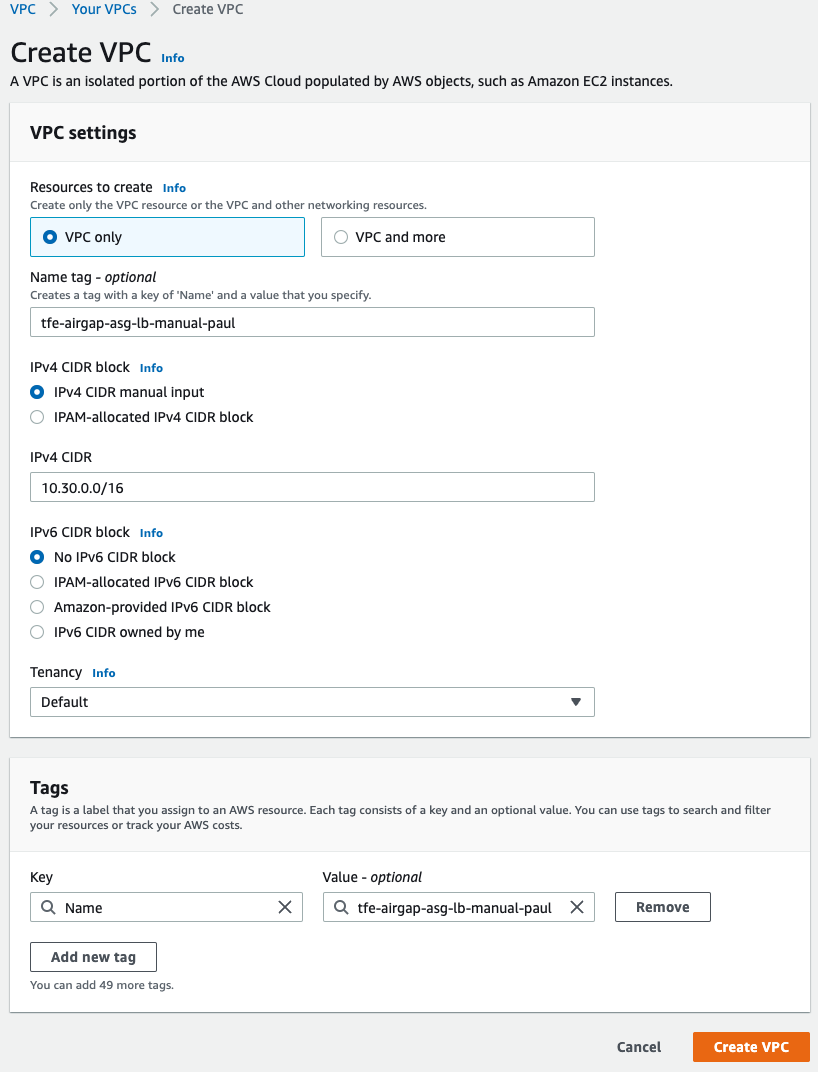 VPC > Your VPCs > Create VPC
Create VPC Info
A VPC is an isolated portion of the AWS Cloud populated by AWS objects, such as Amazon EC2 instances.
VPC settings
Resources to create Info
Create only the VPC resource or the VPC and other networking resources.
VPC only VPC and more
Name tag - optional
Creates a tag with a key of 'Name' and a value that you specify.
tfe-airgap-asg-lb-manual-paul
IPv4 CIDR block Info
IPv4 CIDR manual input
IPAM-allocated IPv4 CIDR block
IPv4 CIDR
10.30.0.0/16
IPv6 CIDR block Info
No IPv6 CIDR block
IPAM-allocated IPv6 CIDR block
Amazon-provided IPv6 CIDR block
IPv6 CIDR owned by me
Tenancy Info
Default
Tags
A tag is a label that you assign to an AWS resource. Each tag consists of a key and an optional value. You can use tags to search and filter
your resources or track your AWS costs.
Key Value - optional
Name tfe-airgap-asg-lb-manual-paul Remove
Add new tag
You can add 49 more tags.
Cancel Create VPC